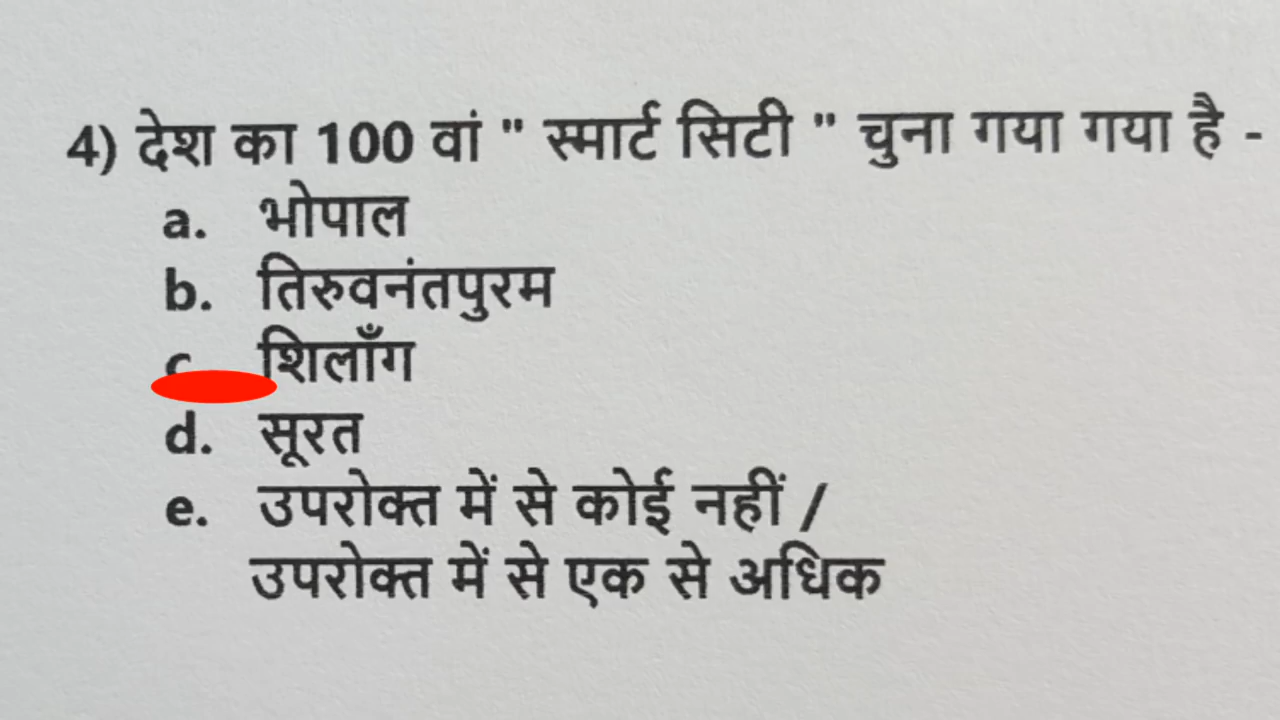 4) देश का 100 वां " स्मार्ट सिटी " चुना गया गया है -
a. भोपाल
b. तिरुवनंतपुरम
c शिलाँग
d. सूरत
e. उपरोक्त में से कोई नहीं /
उपरोक्त में से एक से अधिक